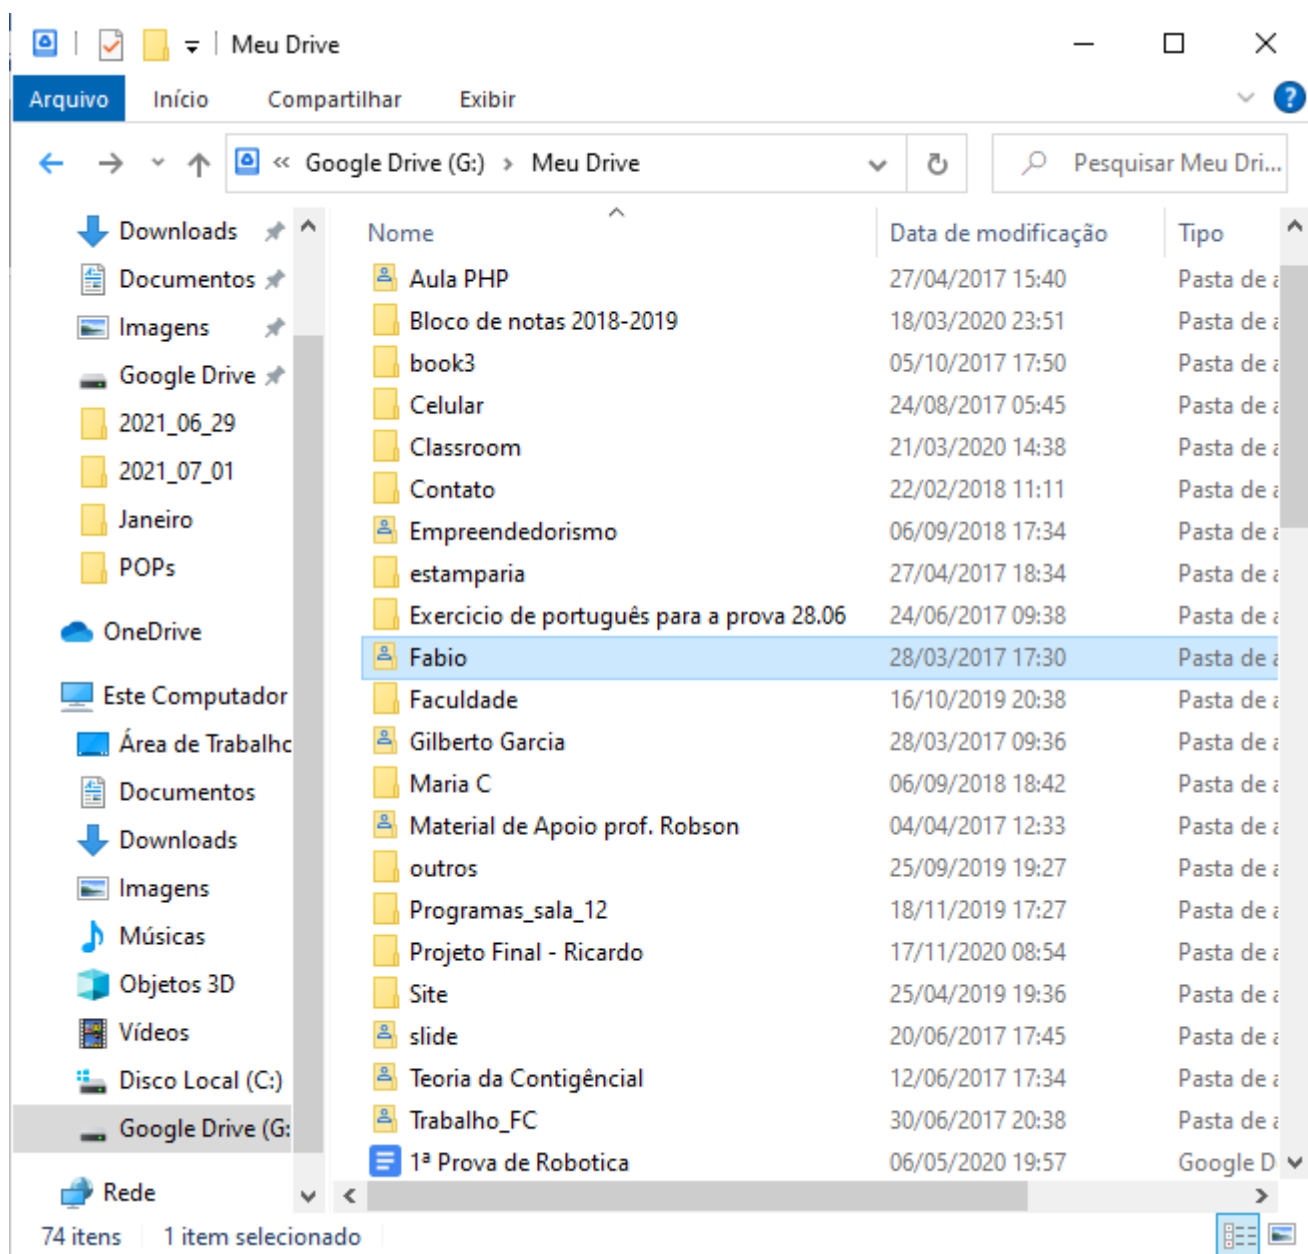 Meu Drive
Arquivo Início Compartilhar Exibir
« Google Drive (G:) › Meu Drive Pesquisar Meu Dri...
Downloads
Documentos
Imagens
Google Drive
2021_06_29
2021_07_01
Janeiro
POPs
OneDrive
Este Computador
Área de Trabalho
Documentos
Downloads
Imagens
Músicas
Objetos 3D
Vídeos
Disco Local (C:)
Google Drive (G:
Rede
Nome Data de modificação Tipo
Aula PHP 27/04/2017 15:40 Pasta de a
Bloco de notas 2018-2019 18/03/2020 23:51 Pasta de a
book3 05/10/2017 17:50 Pasta de a
Celular 24/08/2017 05:45 Pasta de a
Classroom 21/03/2020 14:38 Pasta de a
Contato 22/02/2018 11:11 Pasta de a
Empreendedorismo 06/09/2018 17:34 Pasta de a
estamparia 27/04/2017 18:34 Pasta de a
Exercicio de português para a prova 28.06 24/06/2017 09:38 Pasta de a
Fabio 28/03/2017 17:30 Pasta de a
Faculdade 16/10/2019 20:38 Pasta de a
Gilberto Garcia 28/03/2017 09:36 Pasta de a
Maria C 06/09/2018 18:42 Pasta de a
Material de Apoio prof. Robson 04/04/2017 12:33 Pasta de a
outros 25/09/2019 19:27 Pasta de a
Programas_sala_12 18/11/2019 17:27 Pasta de a
Projeto Final - Ricardo 17/11/2020 08:54 Pasta de a
Site 25/04/2019 19:36 Pasta de a
slide 20/06/2017 17:45 Pasta de a
Teoria da Contigêncial 12/06/2017 17:34 Pasta de a
Trabalho_FC 30/06/2017 20:38 Pasta de a
1ª Prova de Robotica 06/05/2020 19:57 Google D
74 itens 1 item selecionado